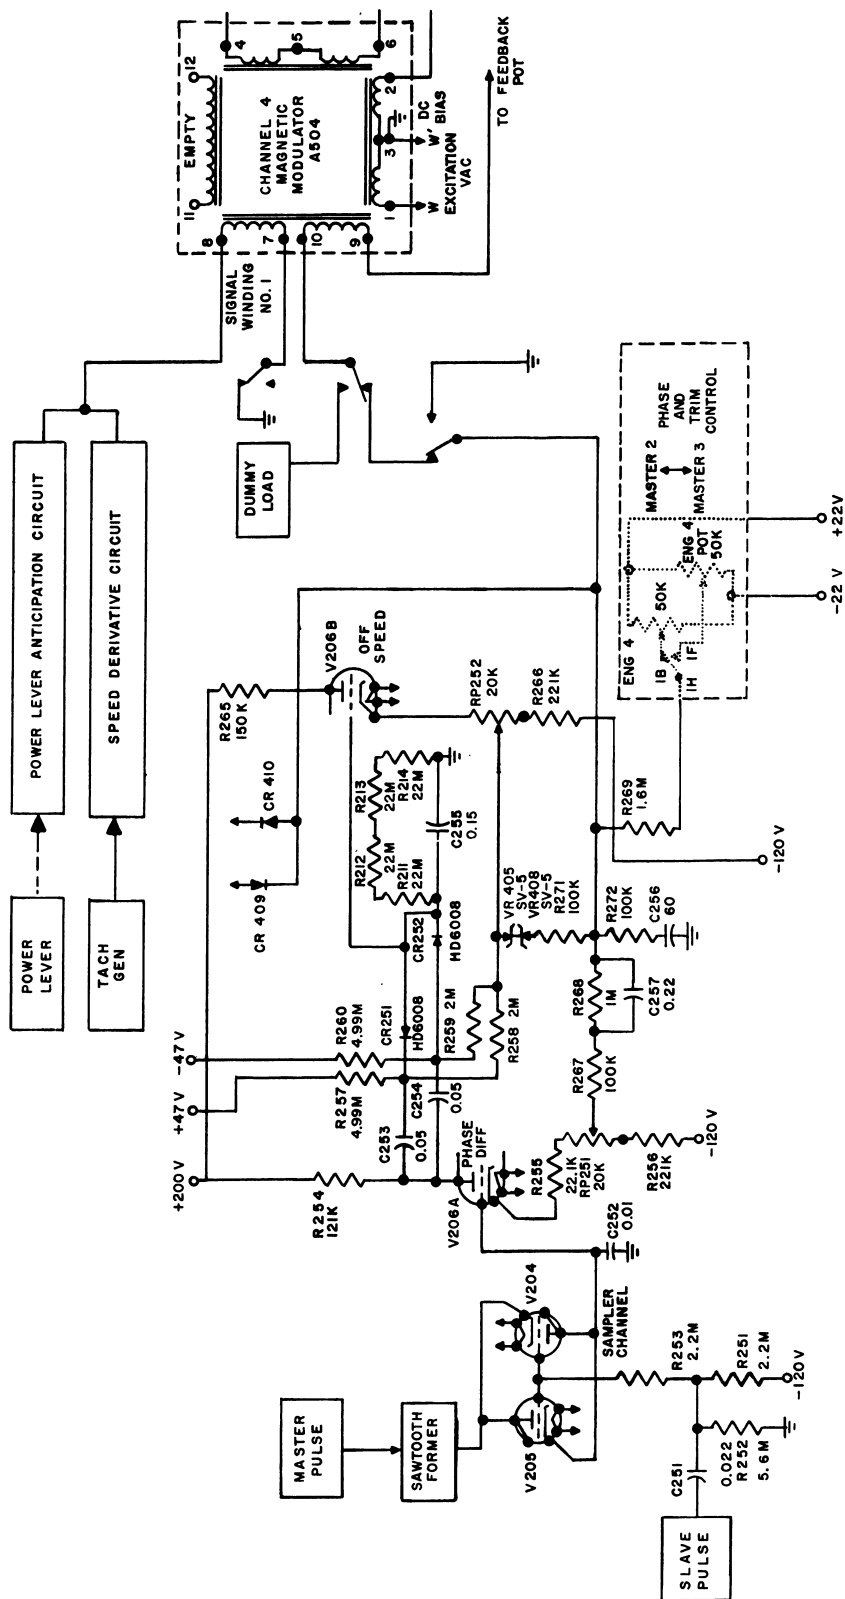 POWER LEVER
TACH GEN
POWER LEVER ANTICIPATION CIRCUIT
SPEED DERIVATIVE CIRCUIT
-47V
+47V
+200V
R254
121K
R257
4.99M
R260
4.99M
C253
0.05
C254
0.05
CR251
HD6008
CR252
HD6008
CR 409
CR 410
R265
150K
V206B
OFF
SPEED
R212
22M
R213
22M
R211
22M
R214
22M
C255
0.15
R259 2M
R258 2M
RP252
20K
R266
221K
-120V
VR 405
SV-5
VR408
SV-5
R271
100K
R272
100K
C256
60
R269
1.6M
R268
1M
C257
0.22
R267
100K
V206A
PHASE
DIFF
R255
22.1K
RP251
20K
R256
221K
-120V
C252
0.01
MASTER
PULSE
SAWTOOTH
FORMER
V205
V204
SAMPLER
CHANNEL
R253
2.2M
R251
2.2M
-120V
C251
0.022
R252
5.6M
SLAVE
PULSE
DUMMY
LOAD
SIGNAL
WINDING
NO. 1
8
7
10
9
11
EMPTY
12
4
5
6
CHANNEL 4
MAGNETIC
MODULATOR
A504
1
3
2
W
W'
DC
BIAS
EXCITATION
VAC
TO FEEDBACK
POT
ENG 4
50K
ENG 4
POT
50K
1B
1F
1H
MASTER 2
MASTER 3
PHASE
AND
TRIM
CONTROL
-22 V
+22V